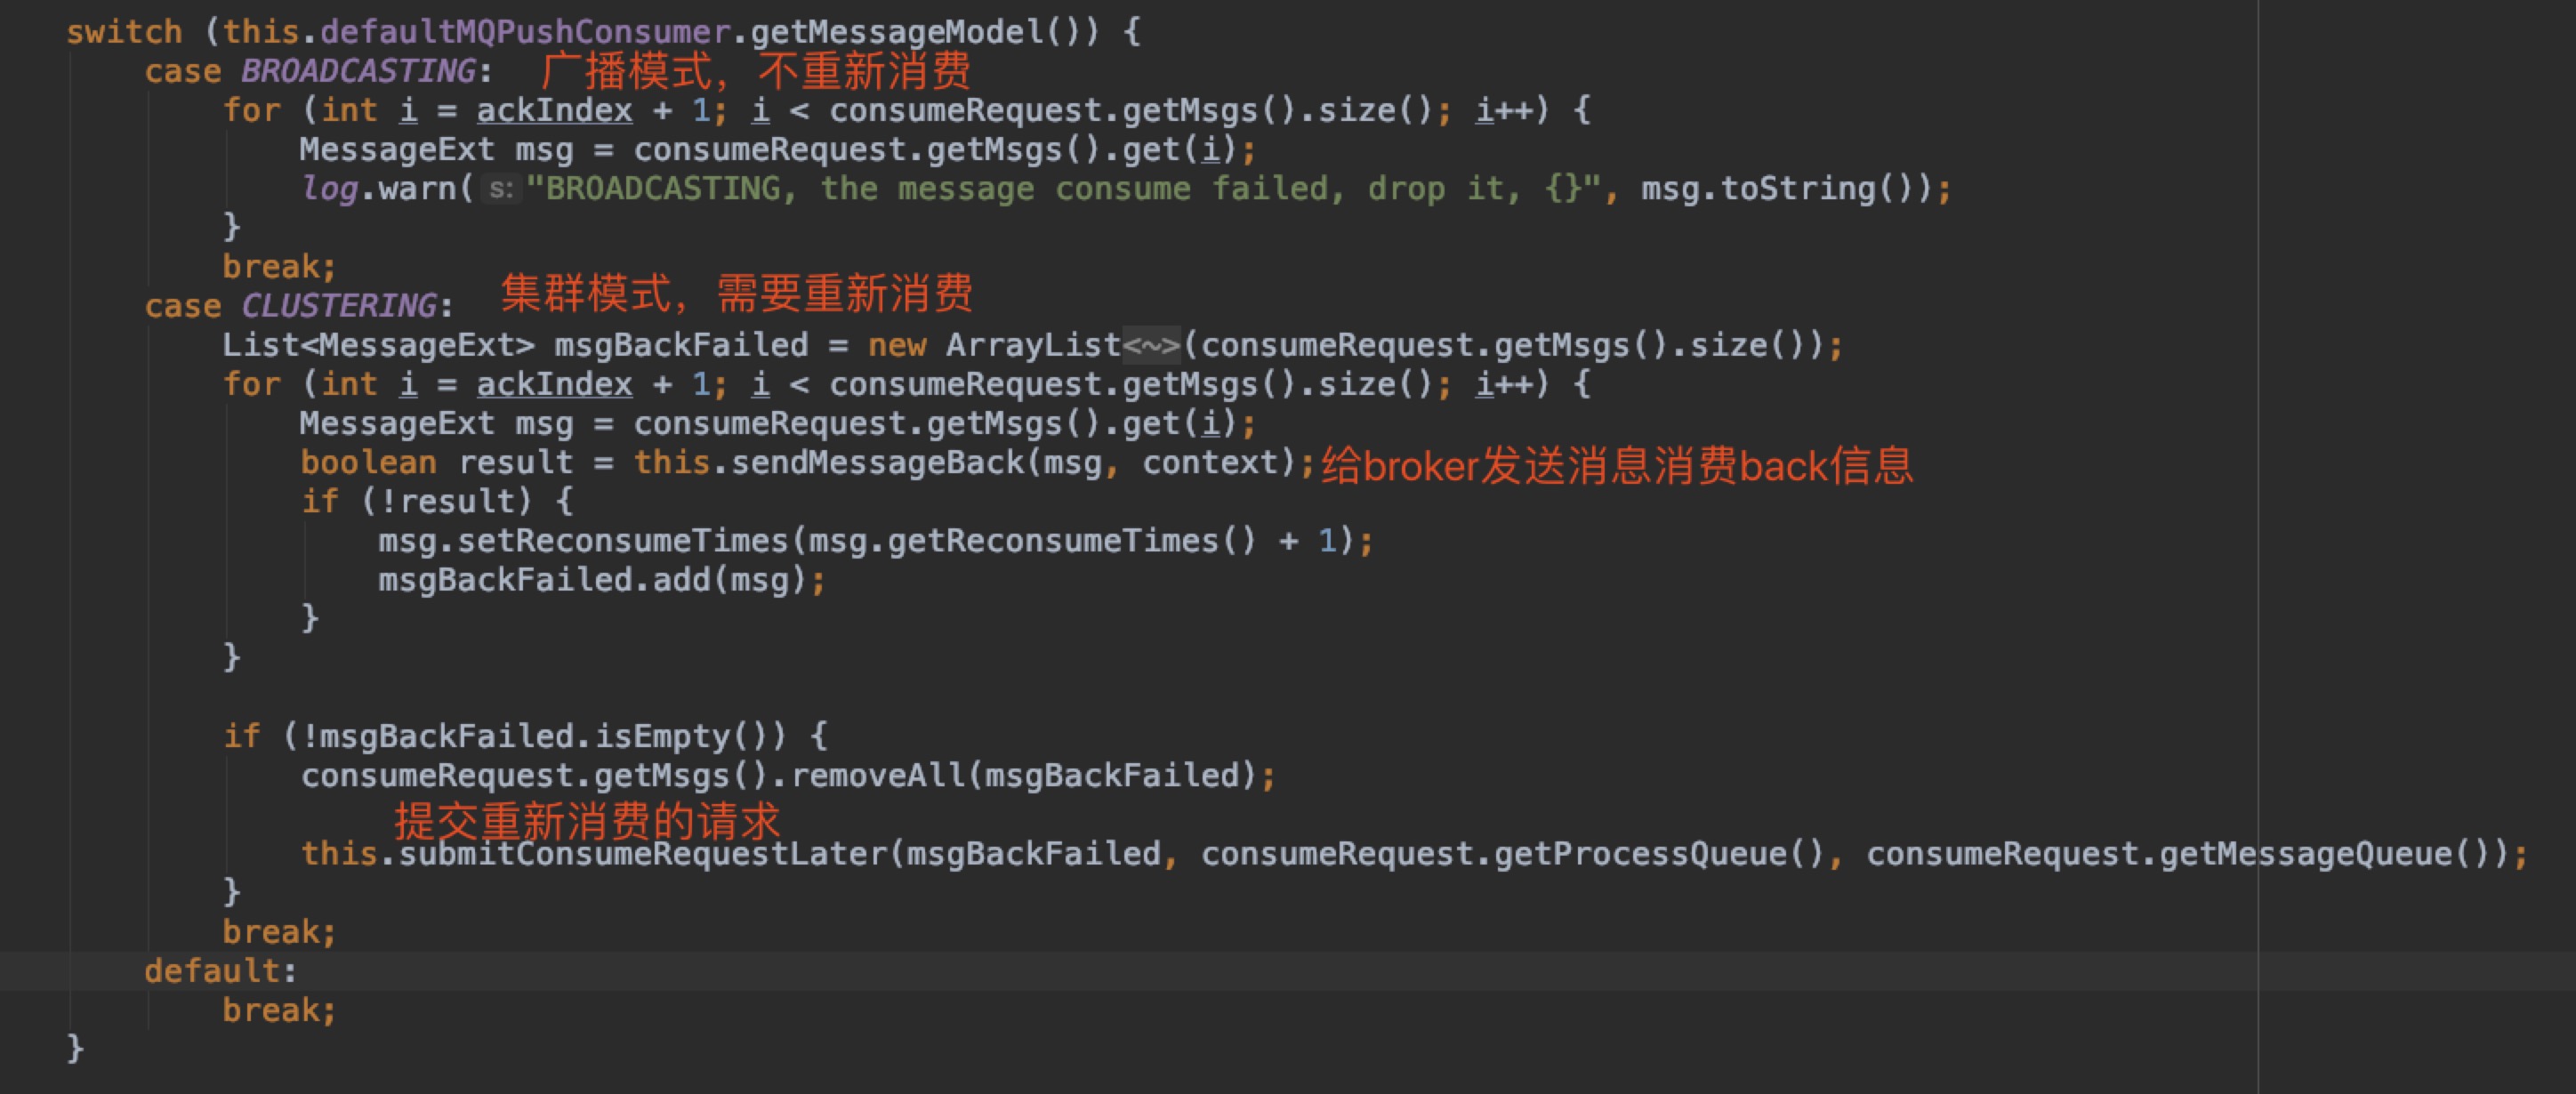 switch (this.defaultMQPushConsumer.getMessageModel()) {
case BROADCASTING: 广播模式，不重新消费
for (int i = ackIndex + 1; i < consumeRequest.getMsgs().size(); i++) {
MessageExt msg = consumeRequest.getMsgs().get(i);
log.warn( s: "BROADCASTING, the message consume failed, drop it, {}", msg.toString());
}
break;
case CLUSTERING: 集群模式，需要重新消费
List<MessageExt> msgBackFailed = new ArrayList<~>(consumeRequest.getMsgs().size());
for (int i = ackIndex + 1; i < consumeRequest.getMsgs().size(); i++) {
MessageExt msg = consumeRequest.getMsgs().get(i);
boolean result = this.sendMessageBack(msg, context);给broker发送消息消费back信息
if (!result) {
msg.setReconsumeTimes(msg.getReconsumeTimes() + 1);
msgBackFailed.add(msg);
}
}
if (!msgBackFailed.isEmpty()) {
consumeRequest.getMsgs().removeAll(msgBackFailed);
提交重新消费的请求
this.submitConsumeRequestLater(msgBackFailed, consumeRequest.getProcessQueue(), consumeRequest.getMessageQueue());
}
break;
default:
break;
}